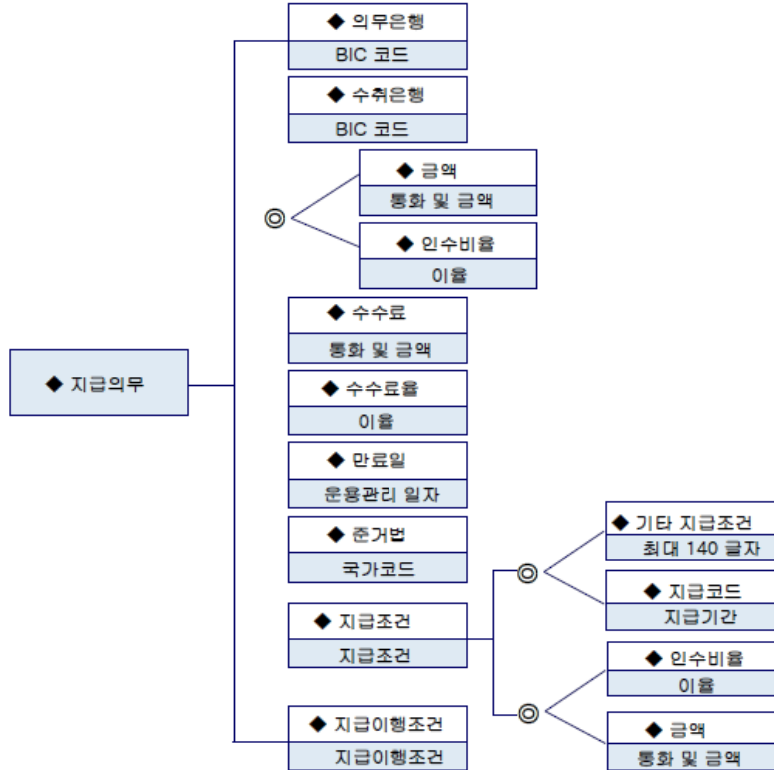 ◆ 의무은행
BIC 코드
◆ 수취은행
BIC 코드
◆ 금액
통화 및 금액
◎
◆ 인수비율
이율
◆ 수수료
통화 및 금액
◆ 지급의무
◆ 수수료율
이율
◆ 만료일
운용관리 일자
◆ 준거법
국가코드
◆ 지급조건
지급조건
◎
◆ 기타 지급조건
최대 140 글자
◆ 지급코드
지급기간
◎
◆ 인수비율
이율
◆ 금액
통화 및 금액
◆ 지급이행조건
지급이행조건